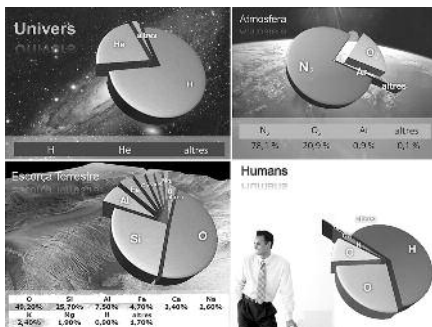 Univers
He
altres
H
H He altres
Atmosfera
N₂
O
Ar
altres
N₂ O₂ Ar altres
78,1% 20,9% 0,9% 0,1%
Escorça Terrestre
Fe
Al
Si
O
O Si Al Fe Ca Na
49,20% 25,70% 7,50% 4,70% 3,40% 2,60%
K Mg H altres
2,40% 1,90% 0,90% 1,70%
Humans
altres
H
O